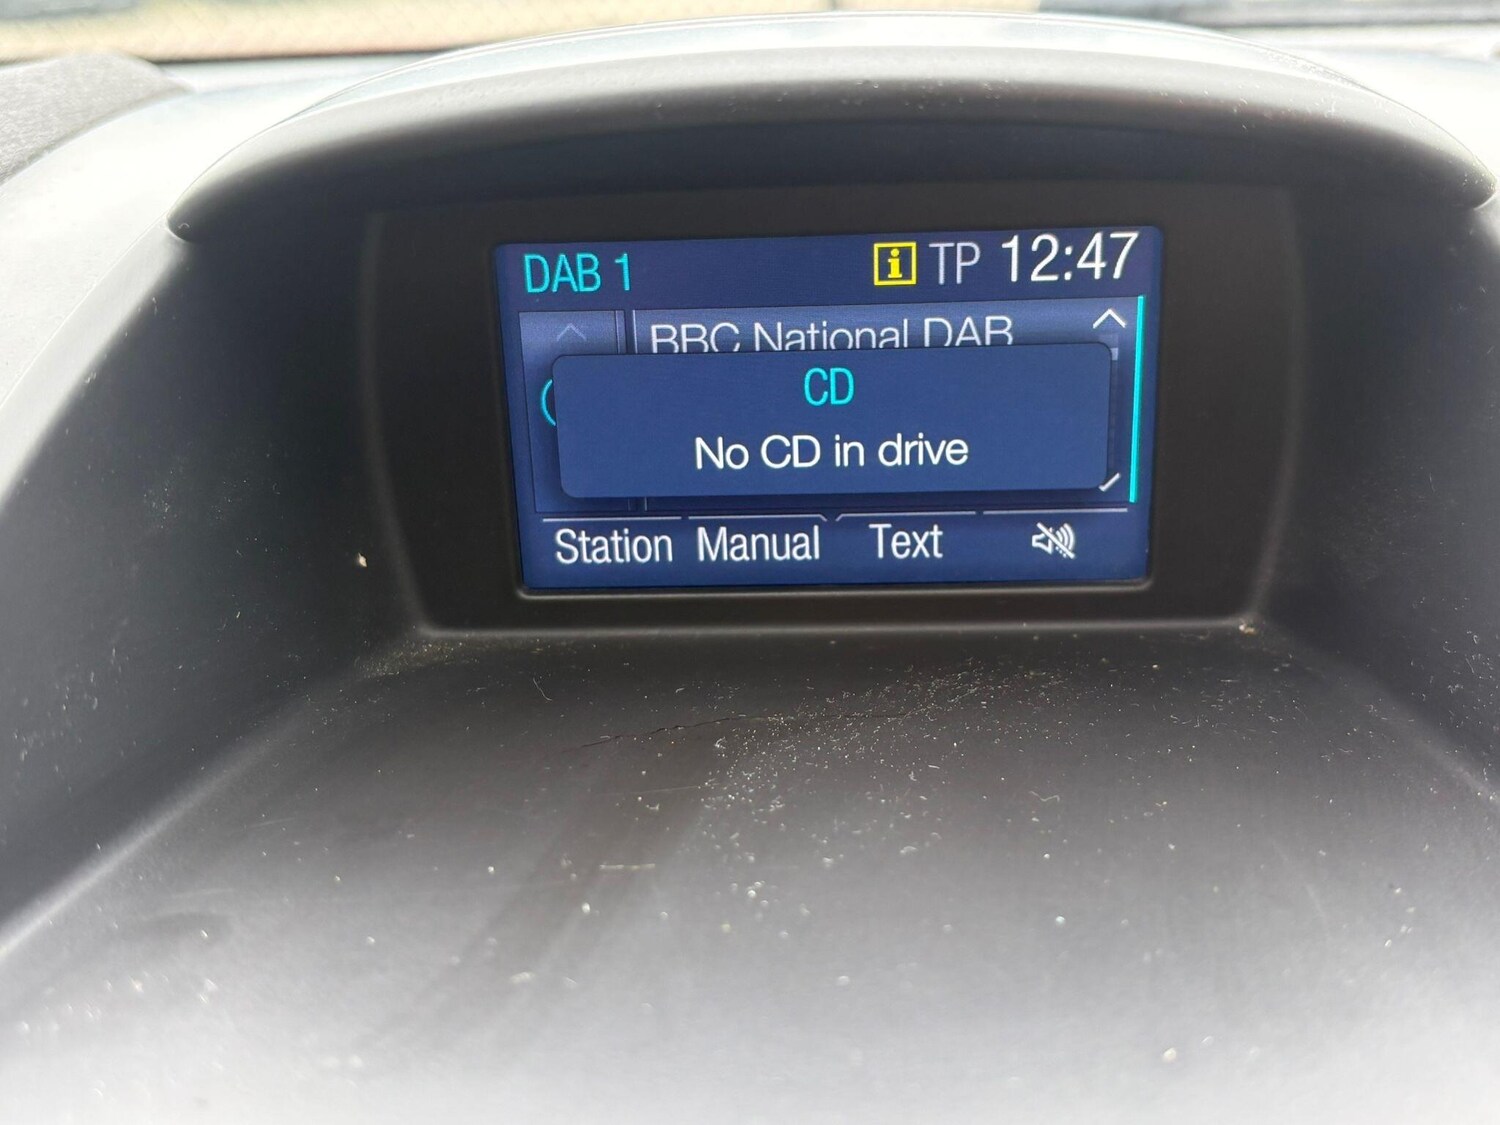 DAB 1 i TP 12:47
BBC National DAB
CD
No CD in drive
Station Manual Text